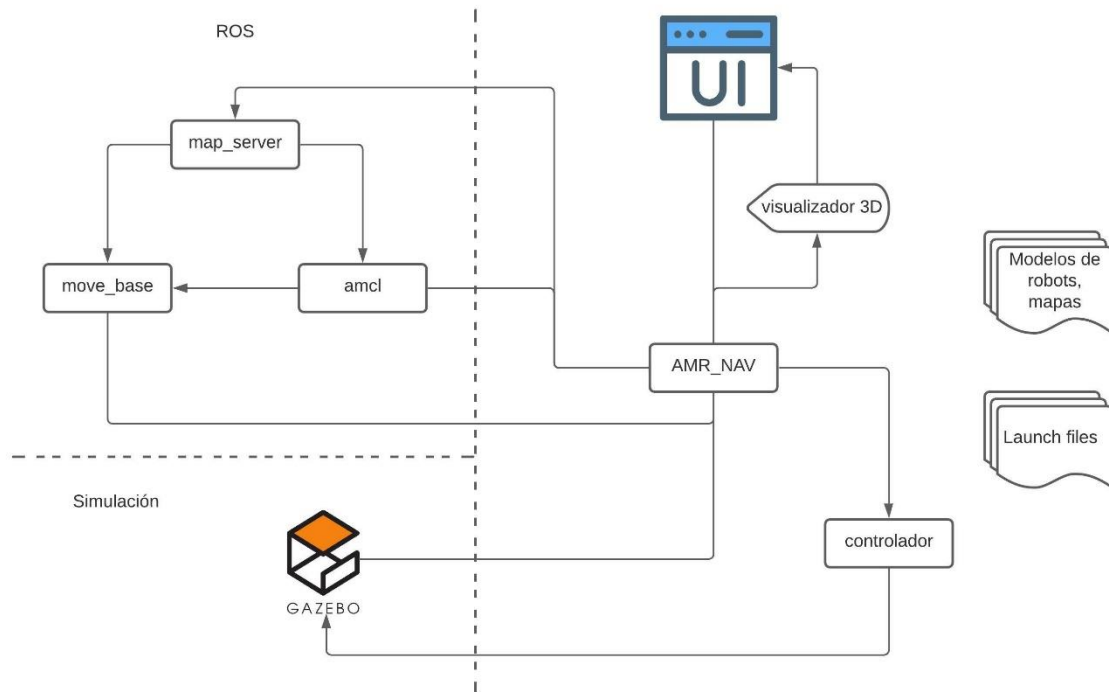 ROS
UI
map_server
visualizador 3D
Modelos de
robots,
mapas
move_base
amcl
AMR_NAV
Launch files
Simulación
controlador
GAZEBO